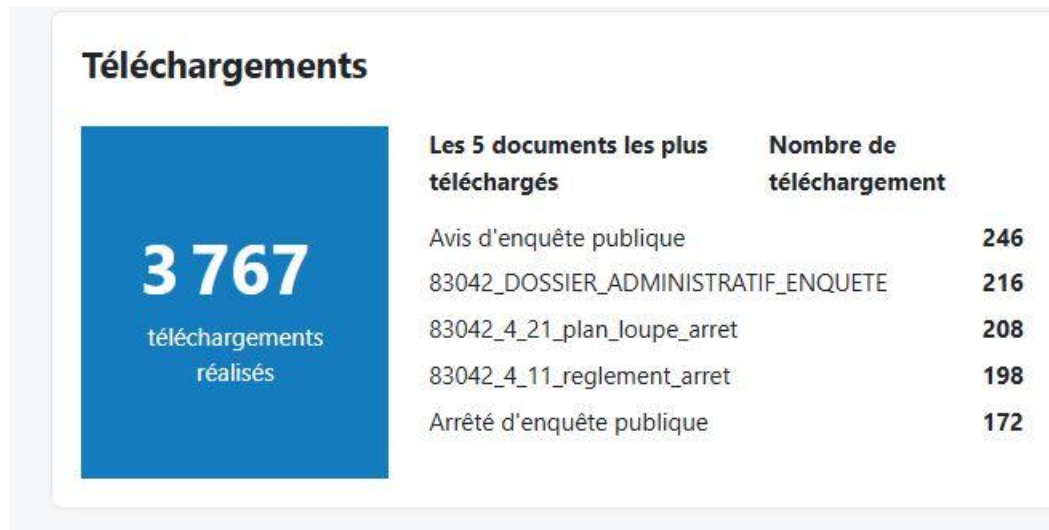 Téléchargements
3 767
téléchargements
réalisés
Les 5 documents les plus
téléchargés
Nombre de
téléchargement
Avis d'enquête publique 246
83042_DOSSIER_ADMINISTRATIF_ENQUETE 216
83042_4_21_plan_loupe_arret 208
83042_4_11_reglement_arret 198
Arrêté d'enquête publique 172